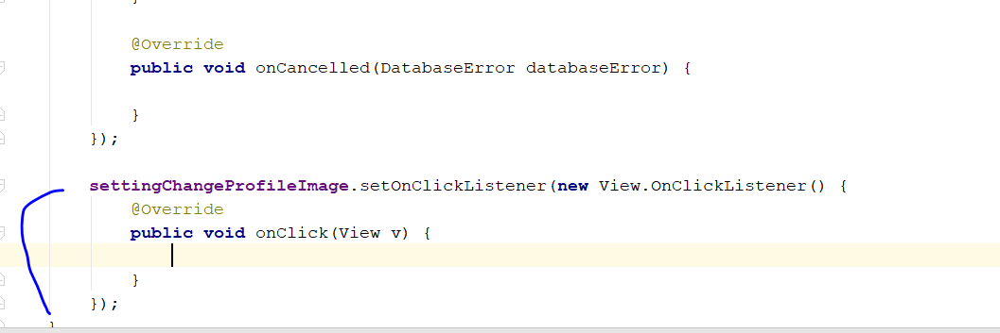 }
@Override
public void onCancelled(DatabaseError databaseError) {
}
});
settingChangeProfileImage.setOnClickListener(new View.OnClickListener() {
@Override
public void onClick(View v) {
}
});
}